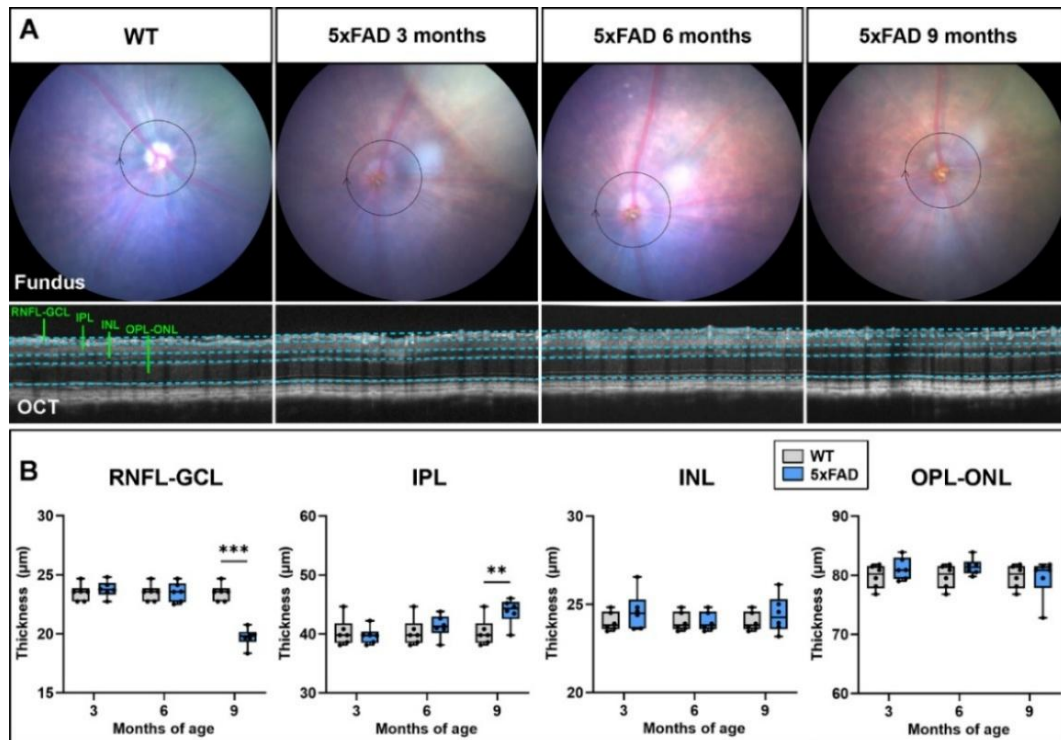 A
WT
5xFAD 3 months
5xFAD 6 months
5xFAD 9 months
Fundus
RNFL-GCL
IPL
INL
OPL-ONL
OCT
B
WT
5xFAD
RNFL-GCL
IPL
INL
OPL-ONL
Thickness (μm)
30
25
20
15
***
3 6 9
Months of age
Thickness (μm)
60
50
40
30
**
3 6 9
Months of age
Thickness (μm)
30
25
20
3 6 9
Months of age
Thickness (μm)
90
80
70
60
3 6 9
Months of age